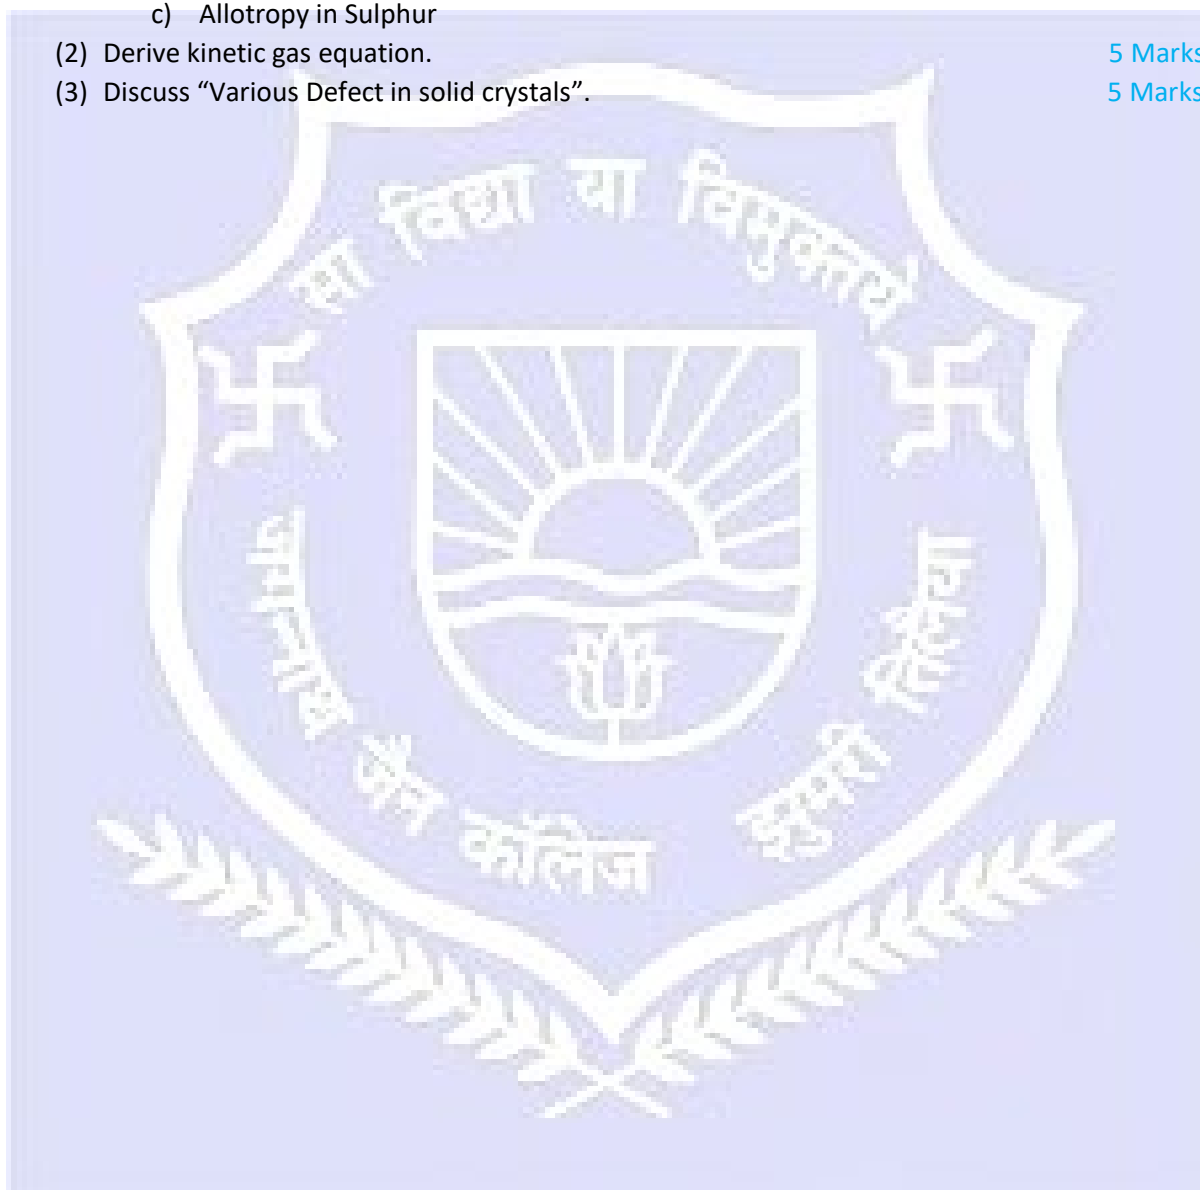 c) Allotropy in Sulphur
(2) Derive kinetic gas equation. 5 Marks
(3) Discuss “Various Defect in solid crystals”. 5 Marks
सा विद्या या विमुक्तये
जैन कॉलेज
झुमरी तिलैया